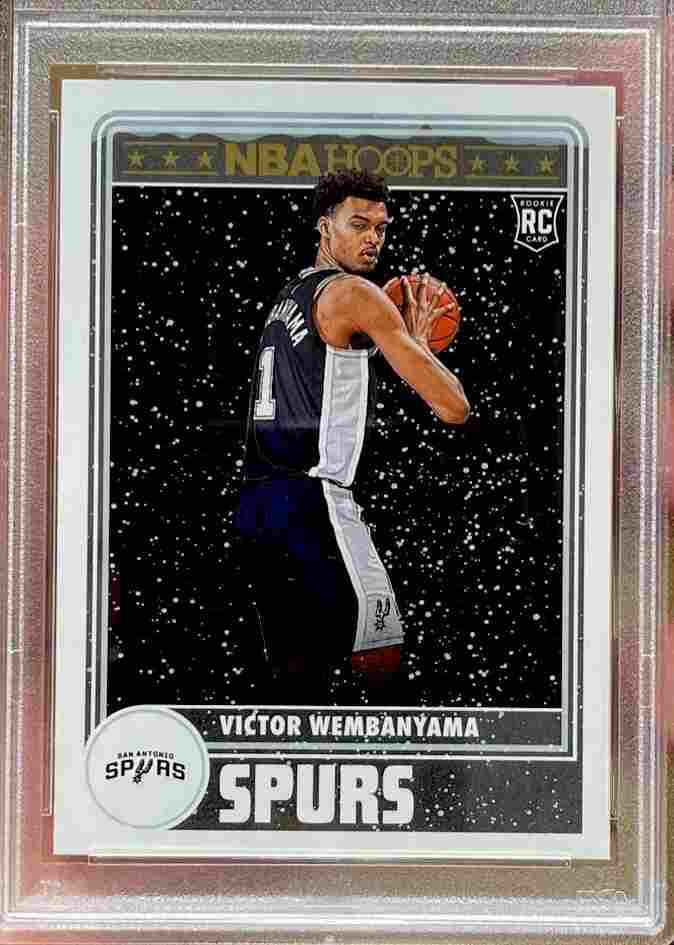 NBA HOOPS
ROOKIE
RC
CARD
1
VICTOR WEMBANYAMA
SAN ANTONIO
SPURS
SPURS